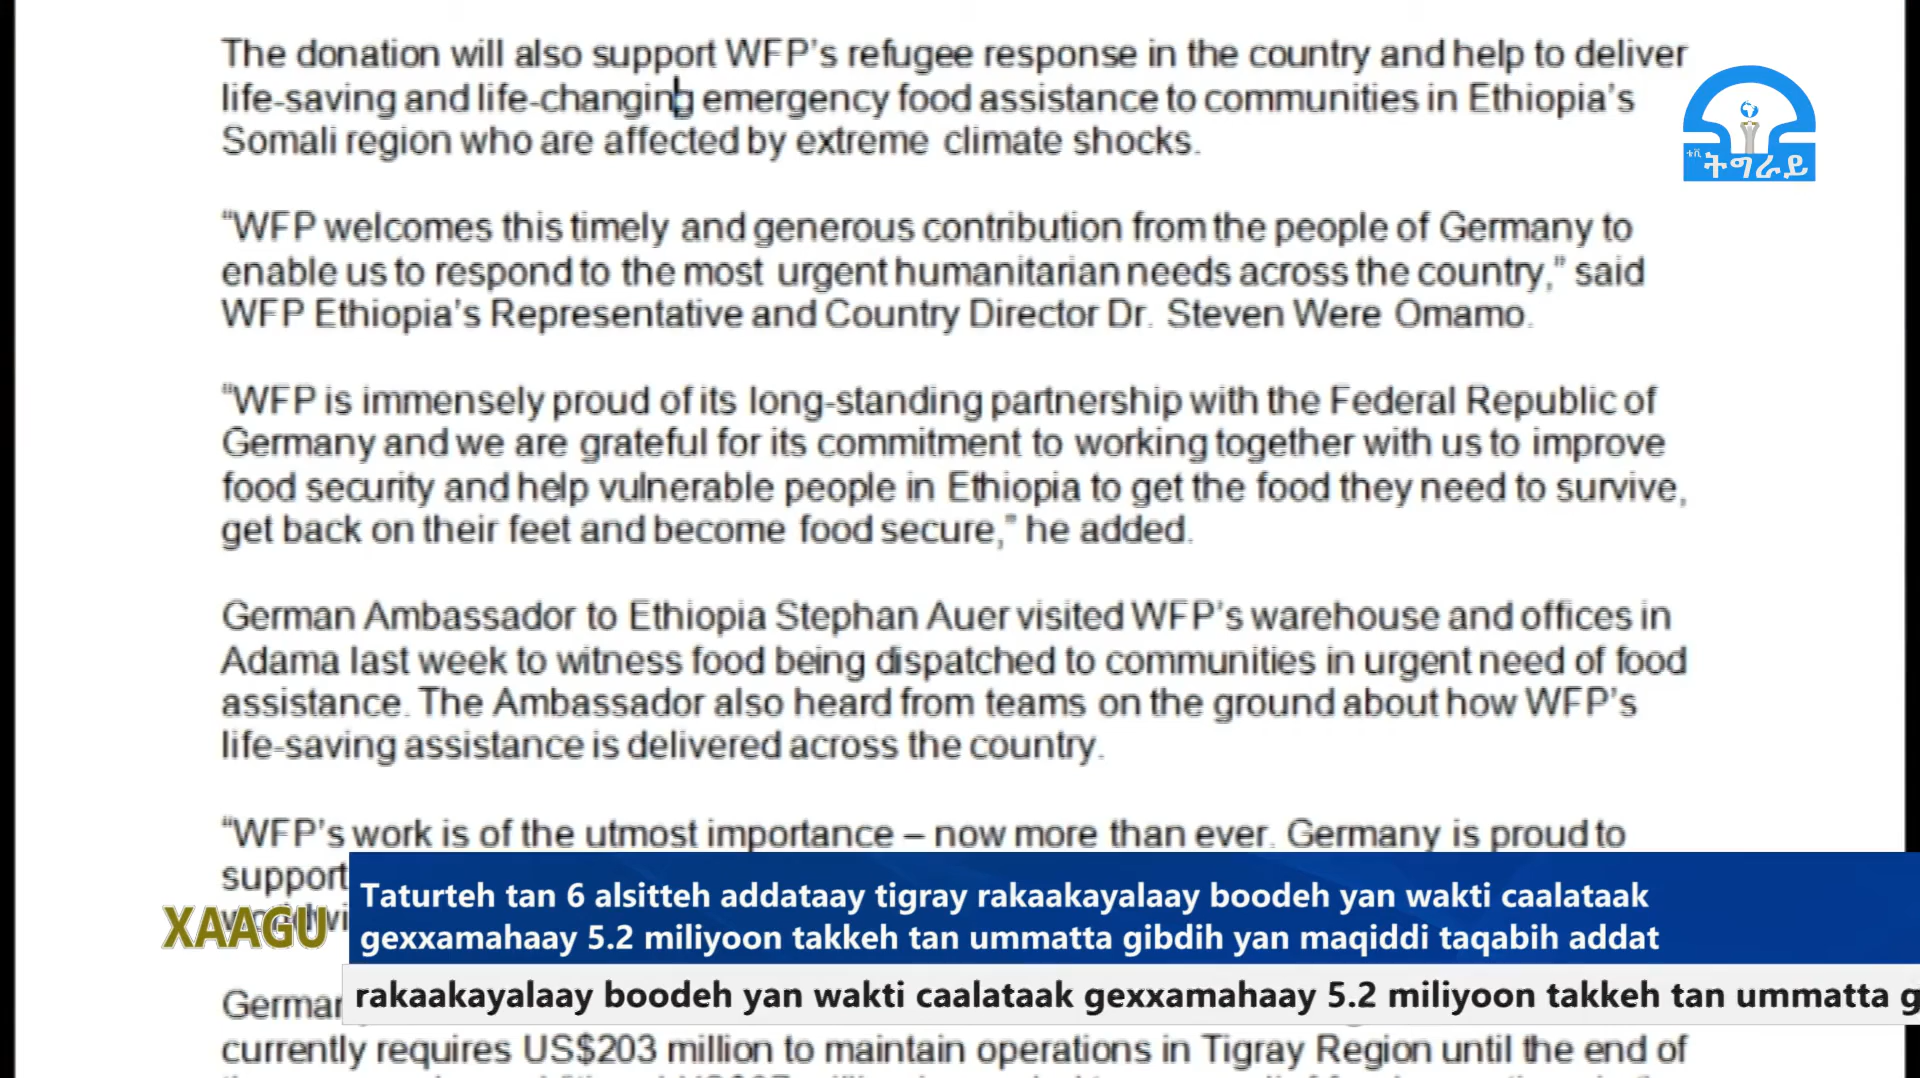 The donation will also support WFP's refugee response in the country and help to deliver
life-saving and life-changing emergency food assistance to communities in Ethiopia's
Somali region who are affected by extreme climate shocks.
ቴቪ
ትግራይ
“WFP welcomes this timely and generous contribution from the people of Germany to
enable us to respond to the most urgent humanitarian needs across the country,” said
WFP Ethiopia's Representative and Country Director Dr. Steven Were Omamo.
“WFP is immensely proud of its long-standing partnership with the Federal Republic of
Germany and we are grateful for its commitment to working together with us to improve
food security and help vulnerable people in Ethiopia to get the food they need to survive,
get back on their feet and become food secure,” he added.
German Ambassador to Ethiopia Stephan Auer visited WFP's warehouse and offices in
Adama last week to witness food being dispatched to communities in urgent need of food
assistance. The Ambassador also heard from teams on the ground about how WFP's
life-saving assistance is delivered across the country.
“WFP's work is of the utmost importance – now more than ever. Germany is proud to
support
XAAGU
Taturteh tan 6 alsitteh addataay tigray rakaakayalaay boodeh yan wakti caalataak
gexxamahaay 5.2 miliyoon takkeh tan ummatta gibdih yan maqiddi taqabih addat
rakaakayalaay boodeh yan wakti caalataak gexxamahaay 5.2 miliyoon takkeh tan ummatta g
currently requires US$203 million to maintain operations in Tigray Region until the end of